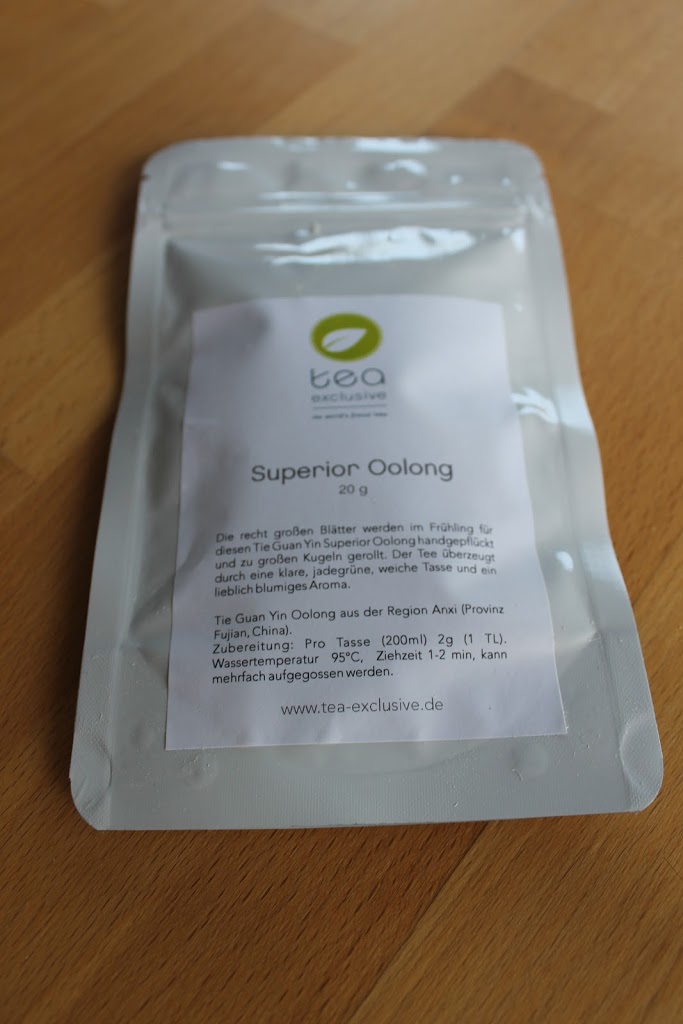 tea
exclusive
the world's finest teas
Superior Oolong
20 g
Die recht großen Blätter werden im Frühling für
diesen Tie Guan Yin Superior Oolong handgepflückt
und zu großen Kugeln gerollt. Der Tee überzeugt
durch eine klare, jadegrüne, weiche Tasse und ein
lieblich blumiges Aroma.
Tie Guan Yin Oolong aus der Region Anxi (Provinz
Fujian, China).
Zubereitung: Pro Tasse (200ml) 2g (1 TL).
Wassertemperatur 95°C, Ziehzeit 1-2 min, kann
mehrfach aufgegossen werden.
www.tea-exclusive.de